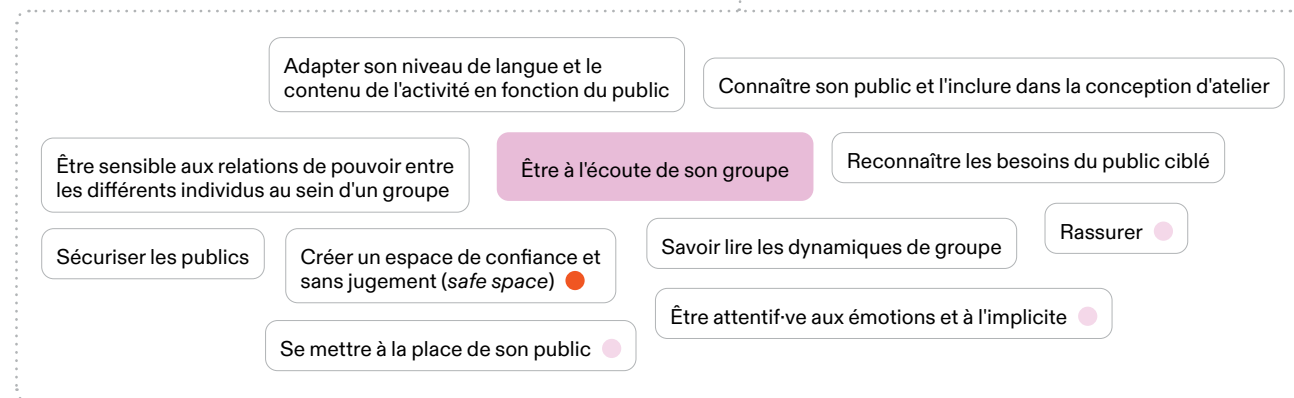 Adapter son niveau de langue et le
contenu de l'activité en fonction du public
Connaître son public et l'inclure dans la conception d'atelier
Être sensible aux relations de pouvoir entre
les différents individus au sein d'un groupe
Être à l'écoute de son groupe
Reconnaître les besoins du public ciblé
Sécuriser les publics
Créer un espace de confiance et
sans jugement (safe space)
Savoir lire les dynamiques de groupe
Rassurer
Être attentif·ve aux émotions et à l'implicite
Se mettre à la place de son public